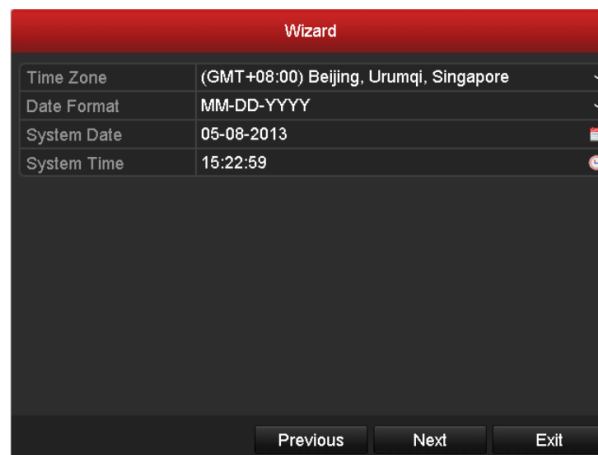 Wizard
Time Zone (GMT+08:00) Beijing, Urumqi, Singapore
Date Format MM-DD-YYYY
System Date 05-08-2013
System Time 15:22:59
Previous Next Exit